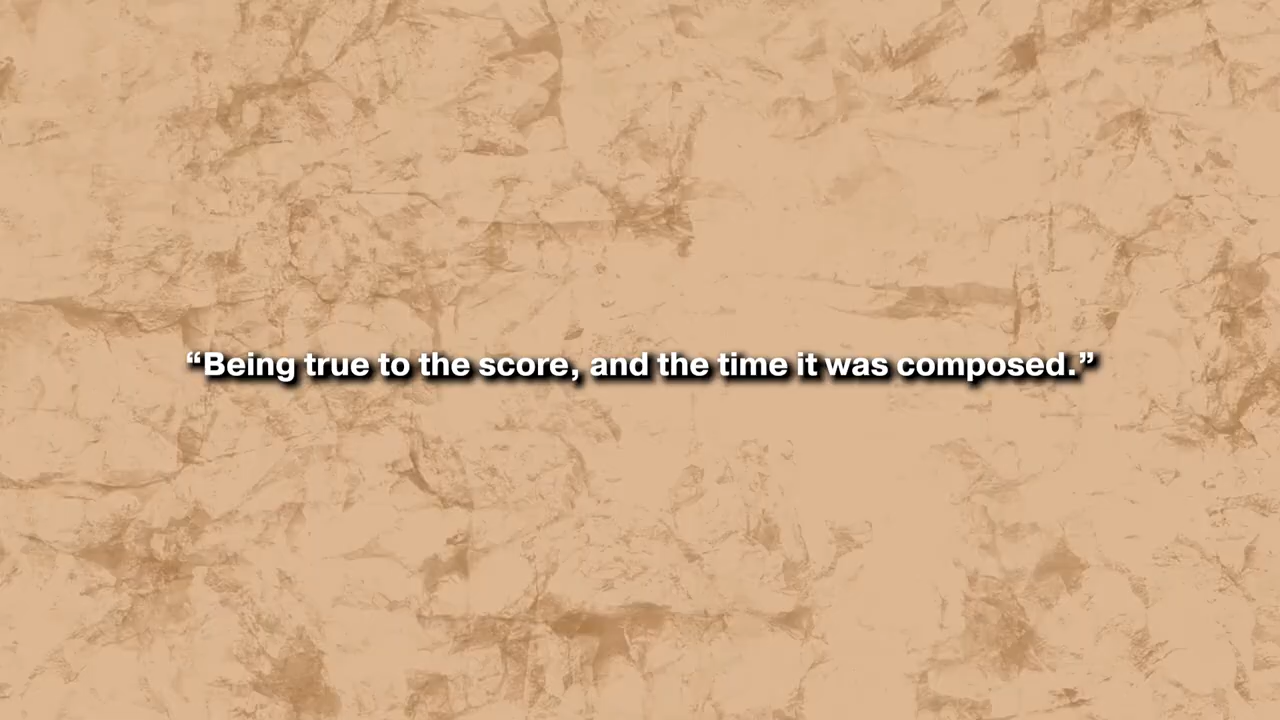 “Being true to the score, and the time it was composed.”